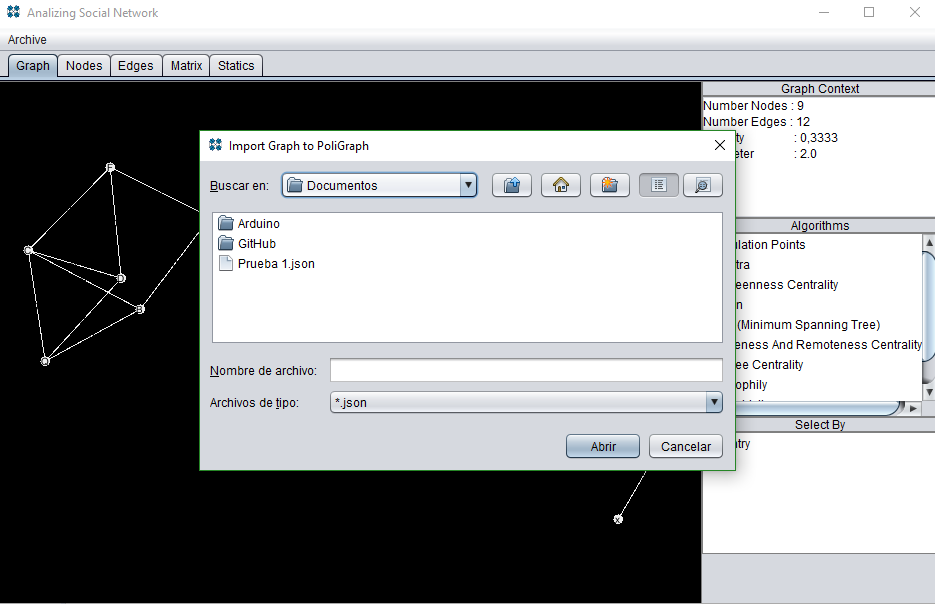 Analizing Social Network
Archive
Graph Nodes Edges Matrix Statics
Graph Context
Number Nodes : 9
Number Edges : 12
: 0,3333
: 2.0
Import Graph to PoliGraph
Buscar en: Documentos
Arduino
GitHub
Prueba 1.json
Nombre de archivo:
Archivos de tipo: *.json
Abrir Cancelar
Algorithms
Points
Centrality
(Minimum Spanning Tree)
And Remoteness Centrality
Centrality
Select By